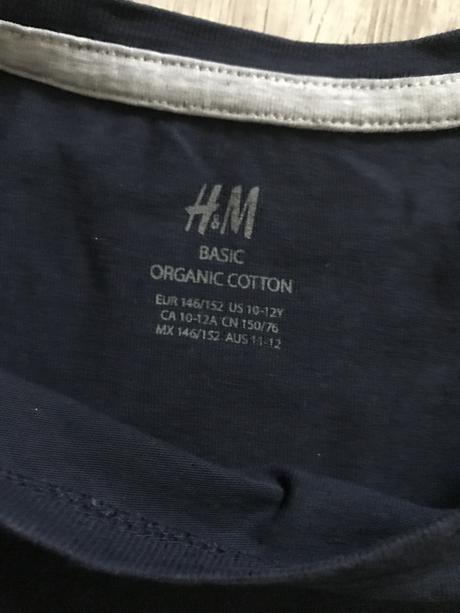 H&M
BASIC
ORGANIC COTTON
EUR 146/152 US 10-12Y
CA 10-12A CN 150/76
MX 146/152 AUS 11-12